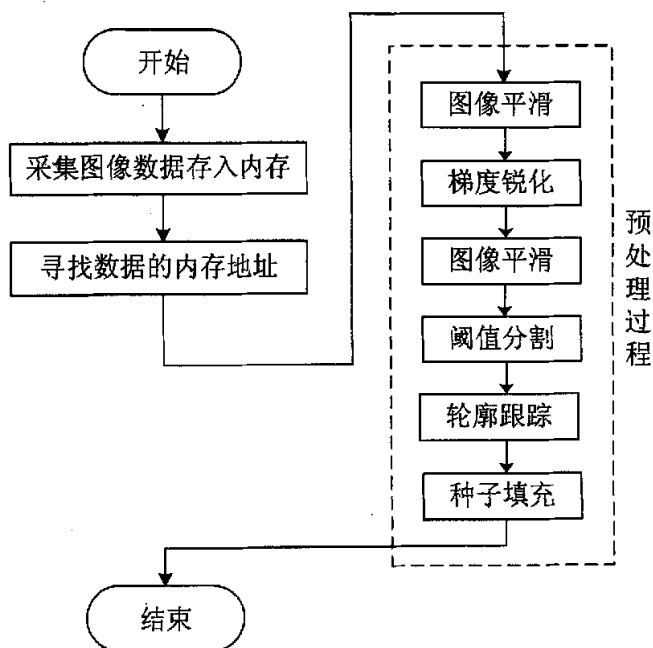 开始
采集图像数据存入内存
寻找数据的内存地址
图像平滑
梯度锐化
图像平滑
阈值分割
轮廓跟踪
种子填充
预处理过程
结束